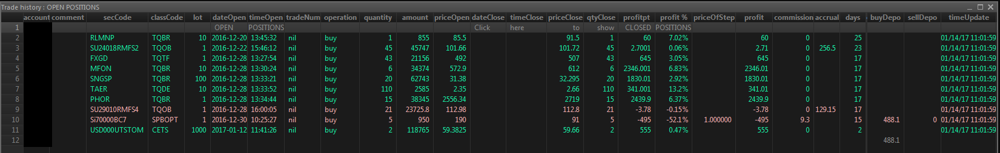 Trade history : OPEN POSITIONS
account comment secCode classCode lot dateOpen timeOpen tradeNum operation quantity amount priceOpen dateClose timeClose priceClose qtyClose profitpt profit % priceOfStep profit commission accrual days buyDepo sellDepo timeUpdate
1 OPEN POSITIONS Click here to show CLOSED POSITIONS
2 RLMNP TQBR 10 2016-12-20 13:45:32 nil buy 1 855 85.5 91.5 1 60 7.02% 60 0 25 01/14/17 11:01:59
3 SU24018RMFS2 TQOB 1 2016-12-22 15:46:12 nil buy 45 45747 101.66 101.72 45 2.7001 0.06% 2.71 0 256.5 23 01/14/17 11:01:59
4 FXGD TQTF 1 2016-12-28 13:27:54 nil buy 43 21156 492 507 43 645 3.05% 645 0 17 01/14/17 11:01:59
5 MFON TQBR 10 2016-12-28 13:30:24 nil buy 6 34374 572.9 612 6 2346.001 6.83% 2346.01 0 17 01/14/17 11:01:59
6 SNGSP TQBR 100 2016-12-28 13:33:21 nil buy 20 62743 31.38 32.295 20 1830.01 2.92% 1830.01 0 17 01/14/17 11:01:59
7 TAER TQDE 10 2016-12-28 13:33:52 nil buy 110 2585 2.35 2.66 110 341.001 13.2% 341.01 0 17 01/14/17 11:01:59
8 PHOR TQBR 1 2016-12-28 13:34:44 nil buy 15 38345 2556.34 2719 15 2439.9 6.37% 2439.9 0 17 01/14/17 11:01:59
9 SU29010RMFS4 TQOB 1 2016-12-28 16:00:05 nil buy 21 23725.8 112.98 112.8 21 -3.78 -0.15% -3.78 0 129.15 17 01/14/17 11:01:59
10 Si70000BC7 SPBOPT 1 2016-12-30 10:25:27 nil buy 5 950 190 91 5 -495 -52.1% 1.000000 -495 9.3 15 488.1 0 01/14/17 11:01:59
11 USD000UTSTOM CETS 1000 2017-01-12 11:41:26 nil buy 2 118765 59.3825 59.66 2 555 0.47% 555 0 2 01/14/17 11:01:59
12 488.1